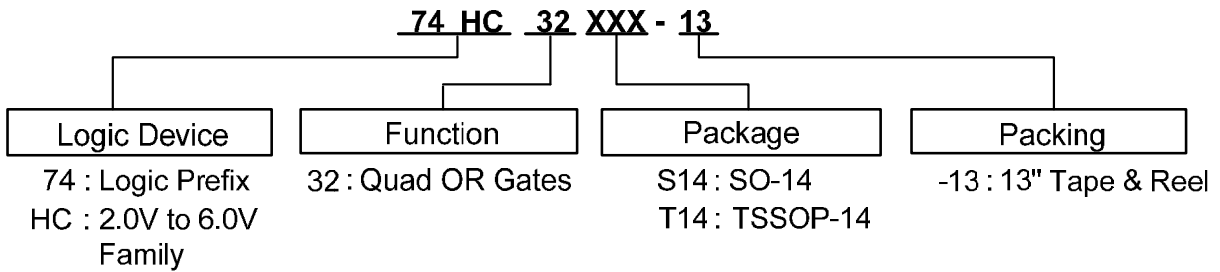 74 HC 32 XXX - 13
Logic Device
74 : Logic Prefix
HC : 2.0V to 6.0V
Family
Function
32 : Quad OR Gates
Package
S14 : SO-14
T14 : TSSOP-14
Packing
-13 : 13" Tape & Reel